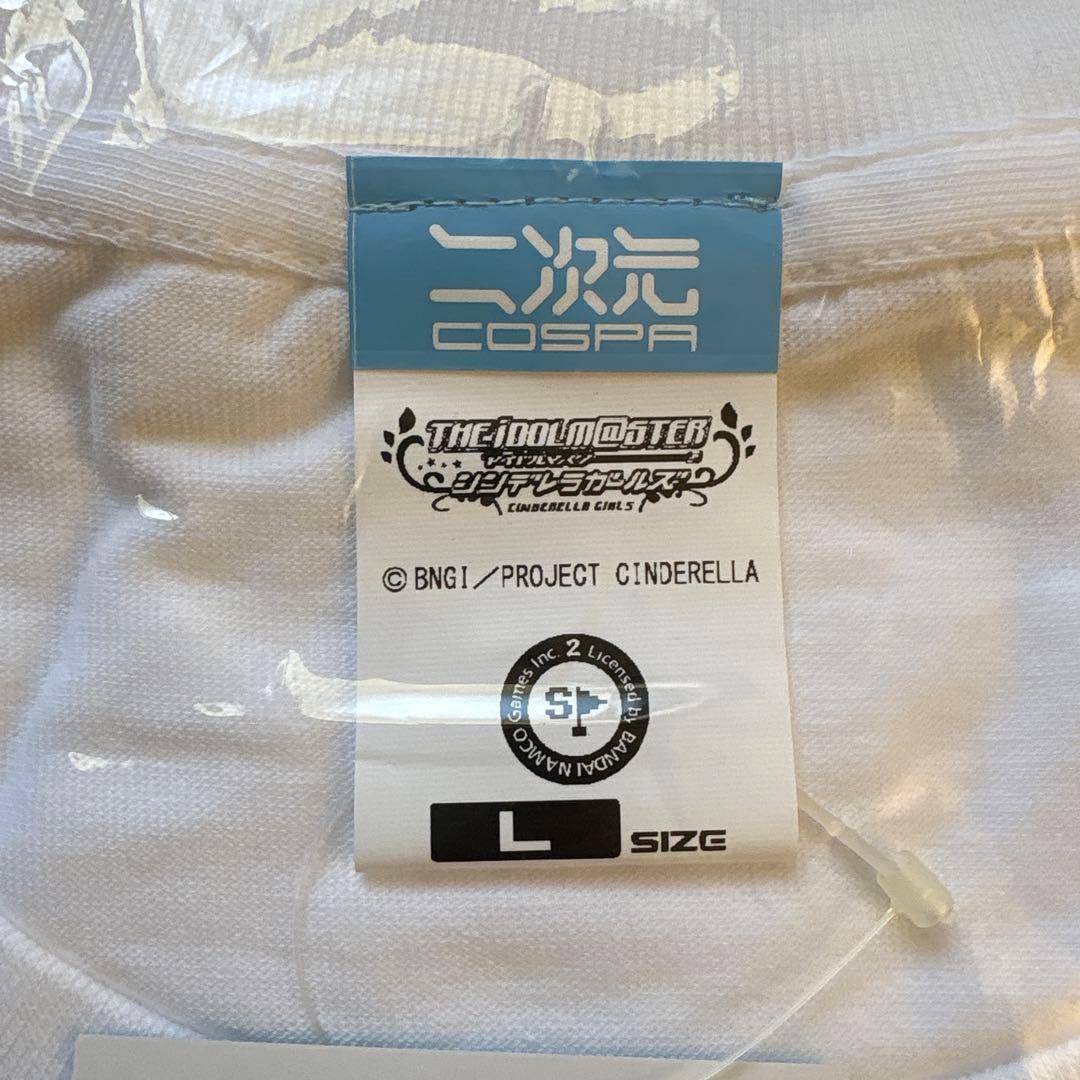 二次元
COSPA
THE iDOLM@STER
アイドルマスター
シンデレラガールズ
CINDERELLA GIRLS
©BNGI／PROJECT CINDERELLA
2 Licensed by BANDAI NAMCO Games Inc.
S
L SIZE